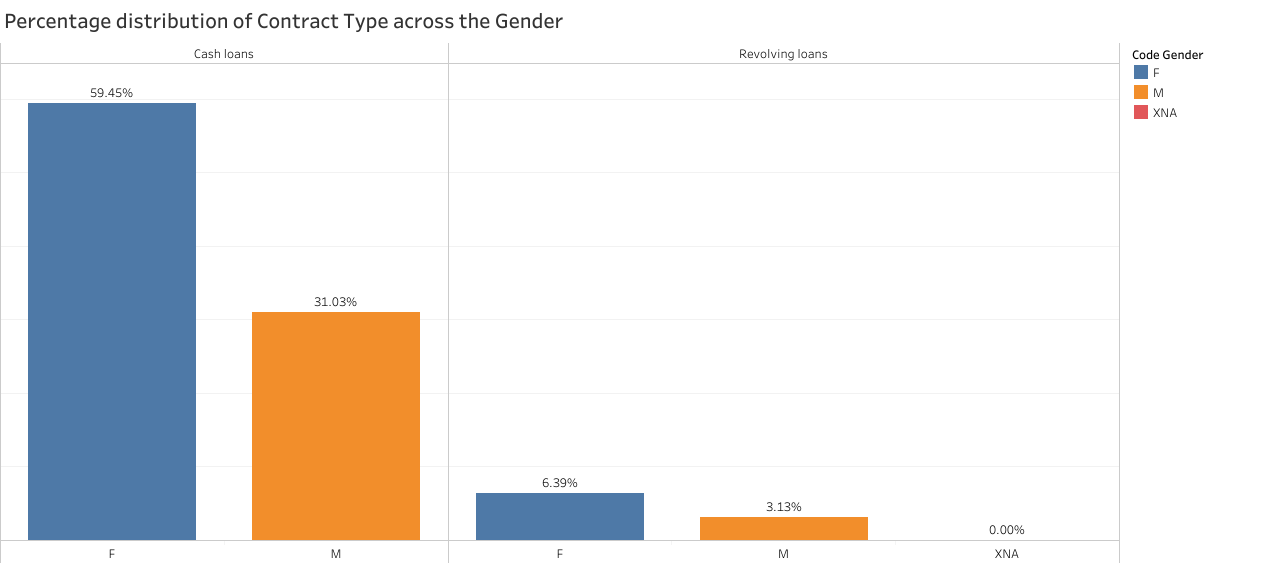 Percentage distribution of Contract Type across the Gender
Cash loans
Revolving loans
Code Gender
F
M
XNA
59.45%
31.03%
6.39%
3.13%
0.00%
F
M
F
M
XNA